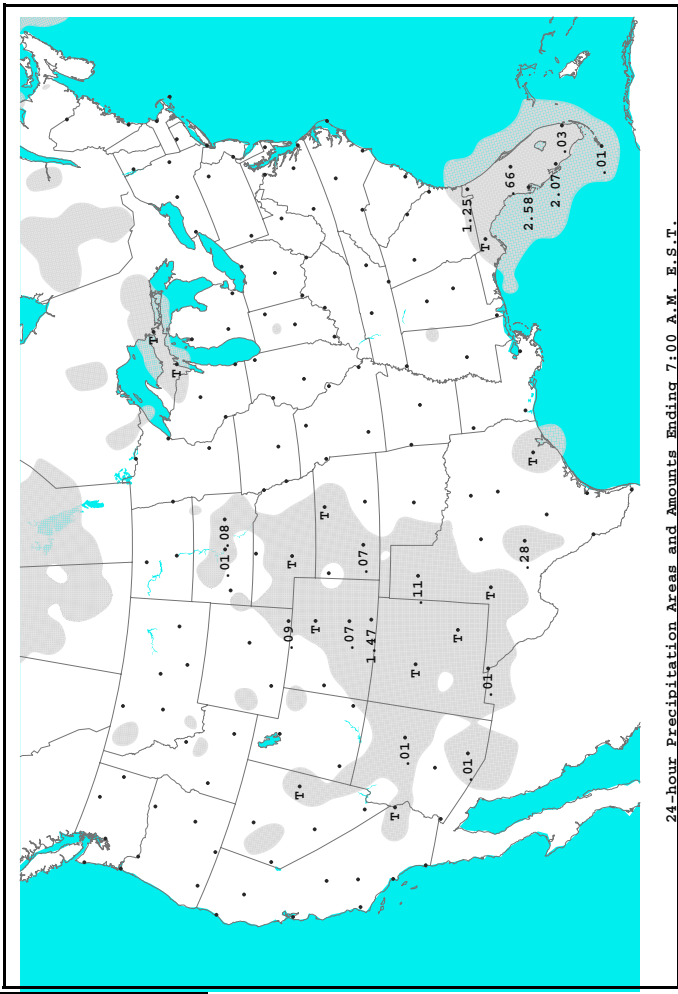 T
T
.01 .08
.09
T
T
T
T
.07
.07
1.47
T
.01
T
.11
T
.01
1.25
T
.01
T
.66
.28
2.58
T
2.07
.03
.01
24-hour Precipitation Areas and Amounts Ending 7:00 A.M. E.S.T.